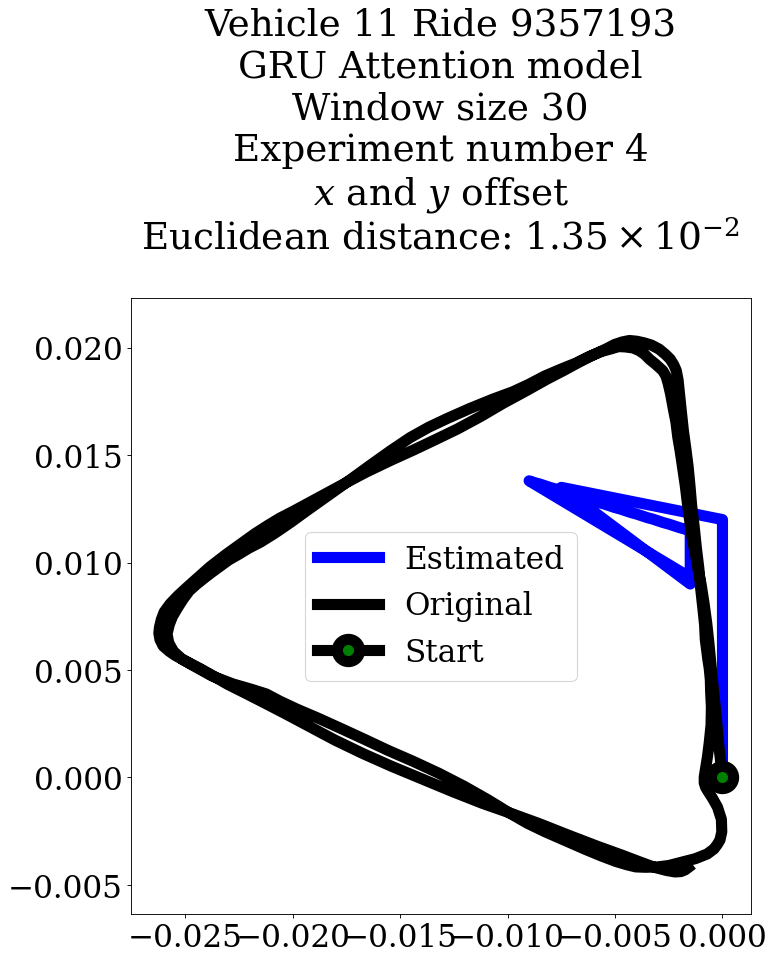 Vehicle 11 Ride 9357193
GRU Attention model
Window size 30
Experiment number 4
x and y offset
Euclidean distance: 1.35 × 10⁻²
0.020
0.015
0.010
0.005
0.000
−0.005
Estimated
Original
Start
−0.025 −0.020 −0.015 −0.010 −0.005 0.000